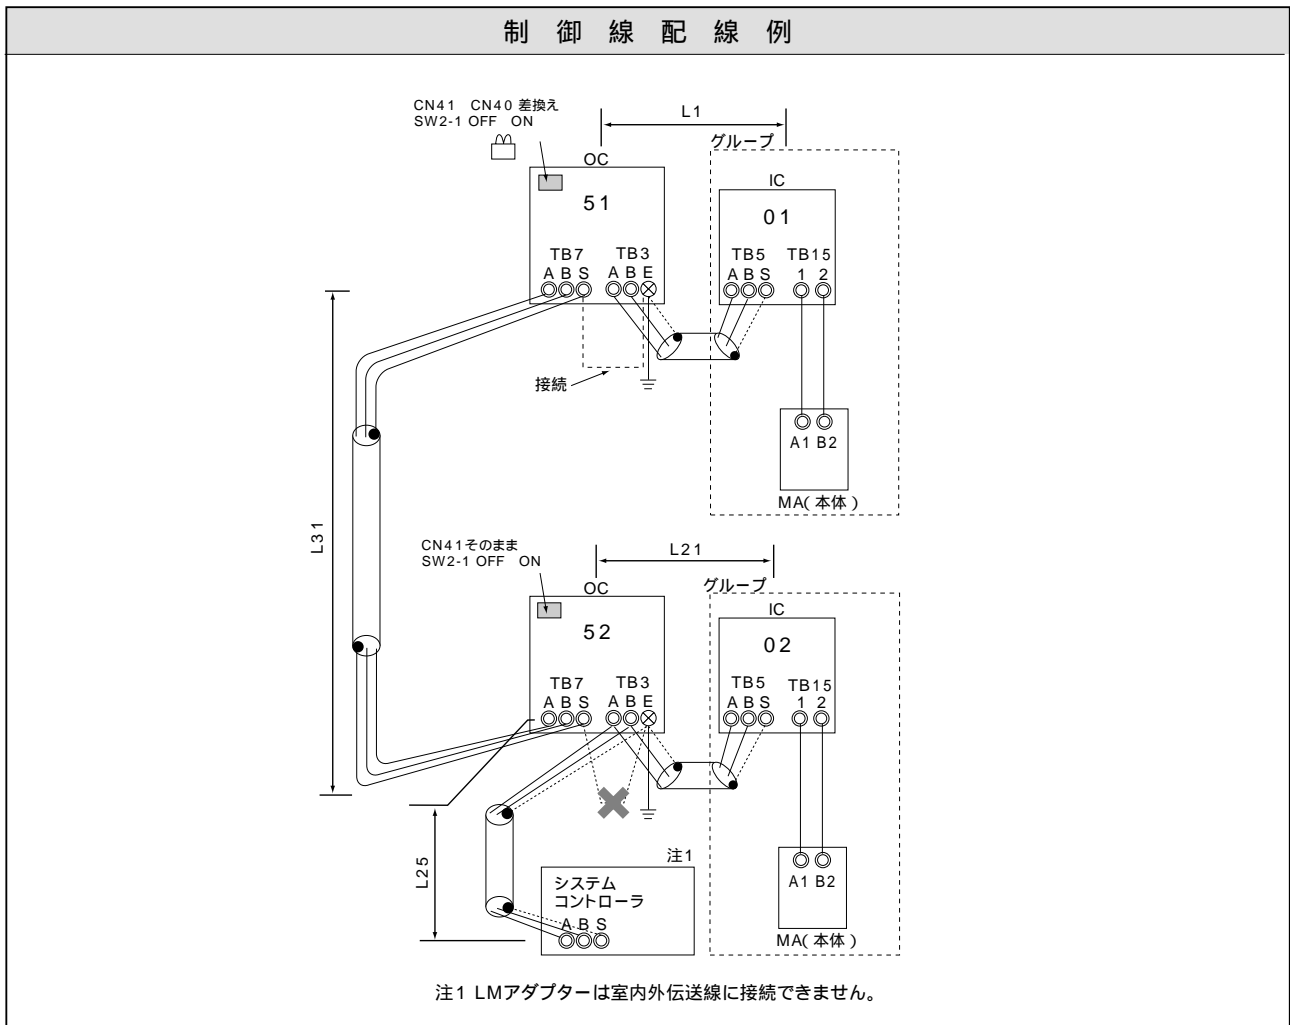 制御線配線例
CN41 CN40 差換え
SW2-1 OFF ON
L1
グループ
OC
51
TB7 TB3
A B S A B E
IC
01
TB5 TB15
A B S 1 2
接続
A1 B2
MA(本体)
L31
CN41そのまま
SW2-1 OFF ON
L21
グループ
OC
52
TB7 TB3
A B S A B E
IC
02
TB5 TB15
A B S 1 2
L25
注1
システム
コントローラ
A B S
A1 B2
MA(本体)
注1 LMアダプターは室内外伝送線に接続できません。